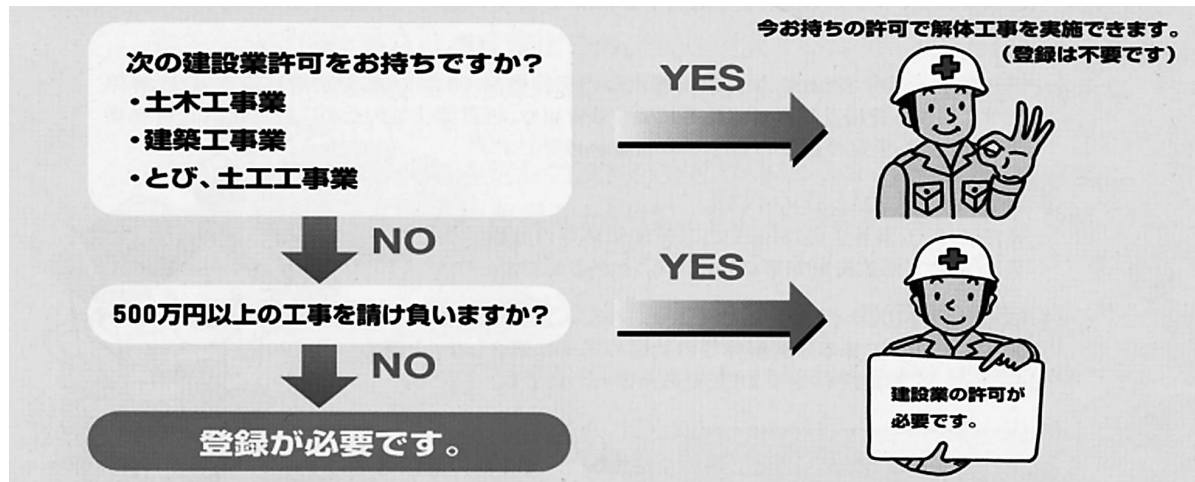 次の建設業許可をお持ちですか?
・土木工事業
・建築工事業
・とび、土工工事業
YES
今お持ちの許可で解体工事を実施できます。
(登録は不要です)
NO
500万円以上の工事を請け負いますか?
YES
建設業の許可が
必要です。
NO
登録が必要です。